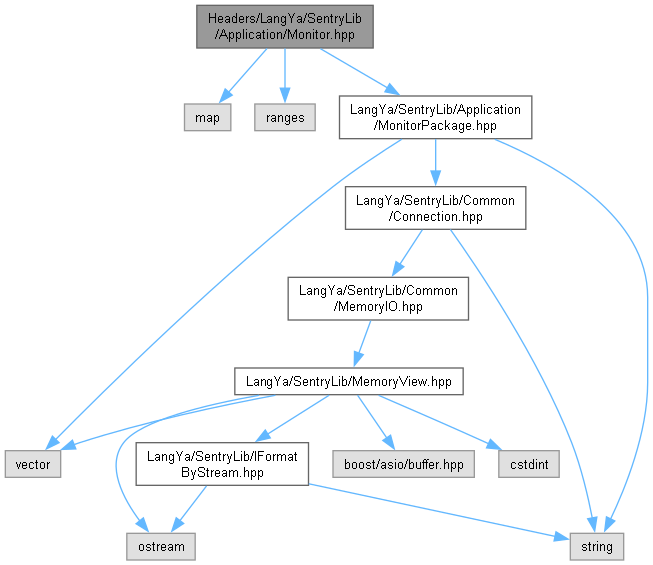 Headers/LangYa/SentryLib
/Application/Monitor.hpp
map
ranges
LangYa/SentryLib/Application
/MonitorPackage.hpp
LangYa/SentryLib/Common
/Connection.hpp
LangYa/SentryLib/Common
/MemoryIO.hpp
LangYa/SentryLib/MemoryView.hpp
vector
LangYa/SentryLib/IFormat
ByStream.hpp
boost/asio/buffer.hpp
cstdint
ostream
string